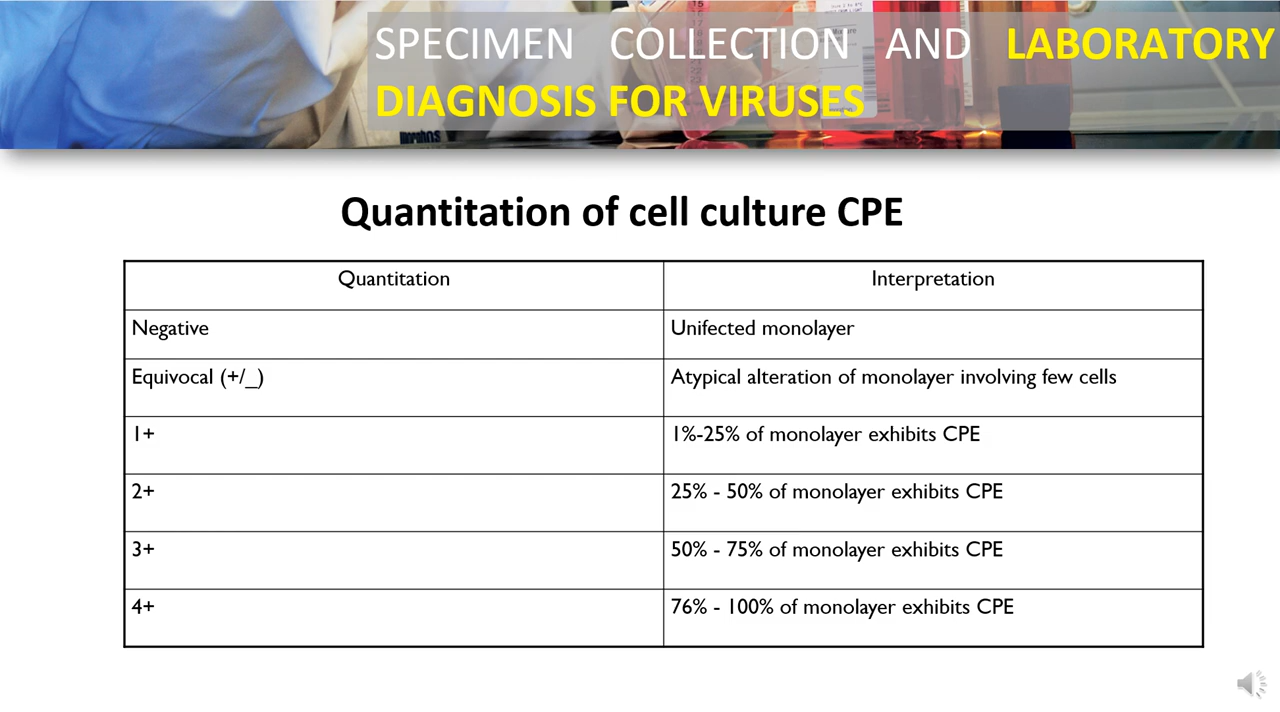 SPECIMEN COLLECTION AND LABORATORY
DIAGNOSIS FOR VIRUSES
Quantitation of cell culture CPE
Quantitation Interpretation
Negative Unifected monolayer
Equivocal (+/_) Atypical alteration of monolayer involving few cells
1+ 1%-25% of monolayer exhibits CPE
2+ 25% - 50% of monolayer exhibits CPE
3+ 50% - 75% of monolayer exhibits CPE
4+ 76% - 100% of monolayer exhibits CPE